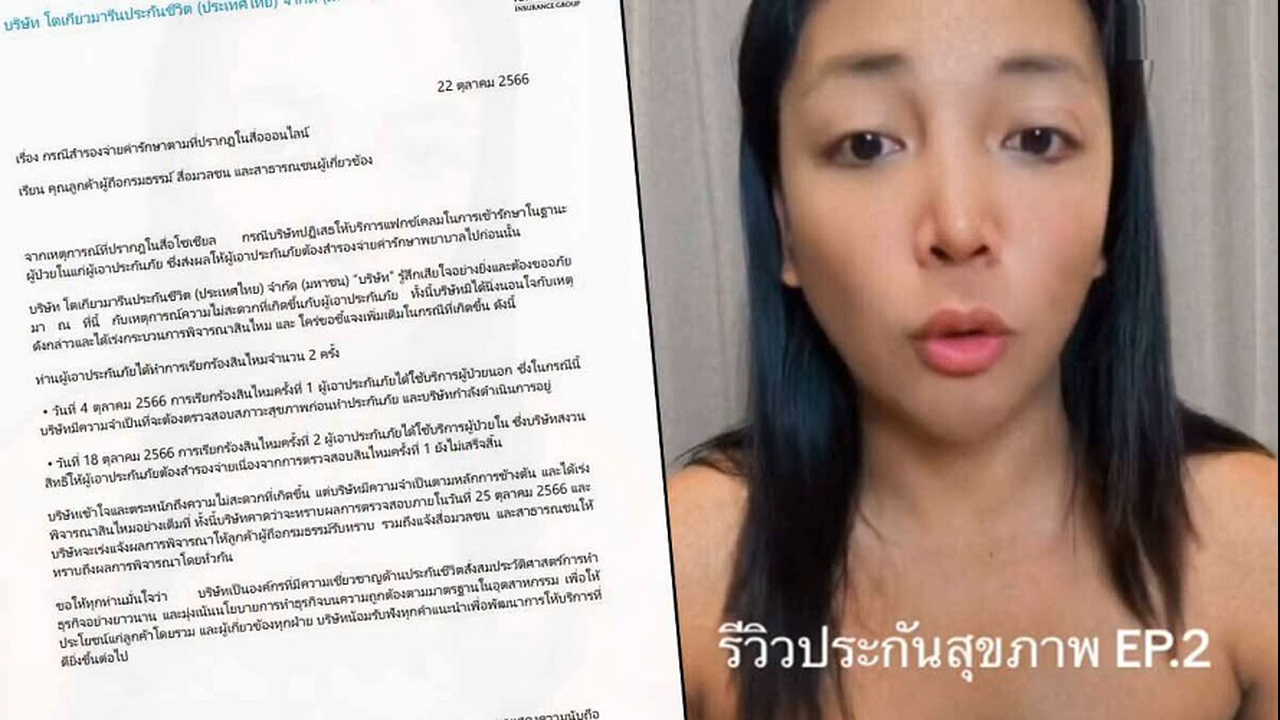 บริษัท โตเกียวมารีนประกันชีวิต (ประเทศไทย) จำกัด
INSURANCE GROUP
22 ตุลาคม 2566
เรื่อง กรณีสำรองจ่ายค่ารักษาตามที่ปรากฏในสื่อออนไลน์
เรียน คุณลูกค้าผู้ถือกรมธรรม์ สื่อมวลชน และสาธารณชนผู้เกี่ยวข้อง
จากเหตุการณ์ที่ปรากฏในสื่อโซเชียล กรณีบริษัทปฏิเสธให้บริการแฟกซ์เคลมในการเข้ารักษาในฐานะ
ผู้ป่วยในแก่ผู้เอาประกันภัย ซึ่งส่งผลให้ผู้เอาประกันภัยต้องสำรองจ่ายค่ารักษาพยาบาลไปก่อนนั้น
บริษัท โตเกียวมารีนประกันชีวิต (ประเทศไทย) จำกัด (มหาชน) "บริษัท" รู้สึกเสียใจอย่างยิ่งและต้องขออภัย
มา ณ ที่นี้ กับเหตุการณ์ความไม่สะดวกที่เกิดขึ้นกับผู้เอาประกันภัย ทั้งนี้บริษัทมิได้นิ่งนอนใจกับเหตุ
ดังกล่าวและได้เร่งกระบวนการพิจารณาสินไหม และ ใคร่ขอชี้แจงเพิ่มเติมในกรณีที่เกิดขึ้น ดังนี้
ท่านผู้เอาประกันภัยได้ทำการเรียกร้องสินไหมจำนวน 2 ครั้ง
• วันที่ 4 ตุลาคม 2566 การเรียกร้องสินไหมครั้งที่ 1 ผู้เอาประกันภัยได้ใช้บริการผู้ป่วยนอก ซึ่งในกรณีนี้
บริษัทมีความจำเป็นที่จะต้องตรวจสอบสภาวะสุขภาพก่อนทำประกันภัย และบริษัทกำลังดำเนินการอยู่
• วันที่ 18 ตุลาคม 2566 การเรียกร้องสินไหมครั้งที่ 2 ผู้เอาประกันภัยได้ใช้บริการผู้ป่วยใน ซึ่งบริษัทสงวน
สิทธิ์ให้ผู้เอาประกันภัยต้องสำรองจ่ายเนื่องจากการตรวจสอบสินไหมครั้งที่ 1 ยังไม่เสร็จสิ้น
บริษัทเข้าใจและตระหนักถึงความไม่สะดวกที่เกิดขึ้น แต่บริษัทมีความจำเป็นตามหลักการข้างต้น และได้เร่ง
พิจารณาสินไหมอย่างเต็มที่ ทั้งนี้บริษัทคาดว่าจะทราบผลการตรวจสอบภายในวันที่ 25 ตุลาคม 2566 และ
บริษัทจะเร่งแจ้งผลการพิจารณาให้ลูกค้าผู้ถือกรมธรรม์รับทราบ รวมถึงแจ้งสื่อมวลชน และสาธารณชนให้
ทราบถึงผลการพิจารณาโดยทั่วกัน
ขอให้ทุกท่านมั่นใจว่า บริษัทเป็นองค์กรที่มีความเชี่ยวชาญด้านประกันชีวิตสั่งสมประวัติศาสตร์การทำ
ธุรกิจอย่างยาวนาน และมุ่งเน้นนโยบายการทำธุรกิจบนความถูกต้องตามมาตรฐานในอุตสาหกรรม เพื่อให้
ประโยชน์แก่ลูกค้าโดยรวม และผู้เกี่ยวข้องทุกฝ่าย บริษัทน้อมรับฟังทุกคำแนะนำเพื่อพัฒนาการให้บริการที่
ดียิ่งขึ้นต่อไป
รีวิวประกันสุขภาพ EP.2